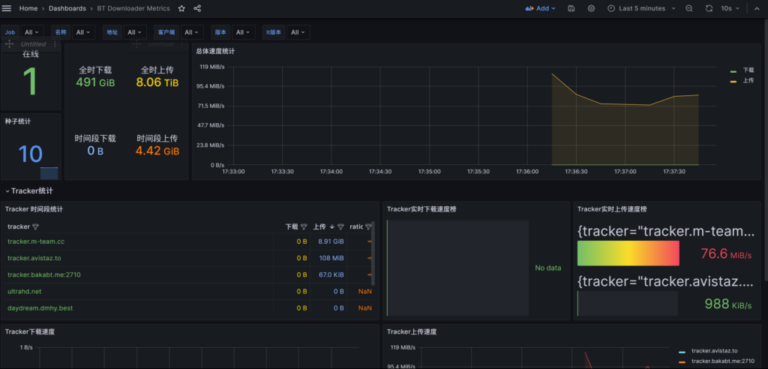 Home › Dashboards › BT Downloader Metrics
Add
Last 5 minutes
10s
Job All 名称 All 地址 All 客户端 All 版本 All All
Untitled
在线
1
全时下载
491 GiB
全时上传
8.06 TiB
种子统计
10
时间段下载
0 B
时间段上传
4.42 GiB
总体速度统计
119 MiB/s
95.4 MiB/s
71.5 MiB/s
47.7 MiB/s
23.8 MiB/s
0 B/s
17:33:00 17:33:30 17:34:00 17:34:30 17:35:00 17:35:30 17:36:00 17:36:30 17:37:00 17:37:30
下载
上传
Tracker统计
Tracker 时间段统计
tracker 下载 上传 ratio
tracker.m-team.cc 0 B 8.91 GiB ∞
tracker.avistaz.to 0 B 108 MiB ∞
tracker.bakabt.me:2710 0 B 67.0 KiB ∞
ultrahd.net 0 B 0 B NaN
daydream.dmhy.best 0 B 0 B NaN
Tracker实时下载速度榜
No data
Tracker实时上传速度榜
{tracker="tracker.m-team...
76.6 MiB/s
{tracker="tracker.avistaz....
988 KiB/s
Tracker下载速度
1 B/s
Tracker上传速度
119 MiB/s
95.4 MiB/s
tracker.avistaz.to
tracker.bakabt.me:2710